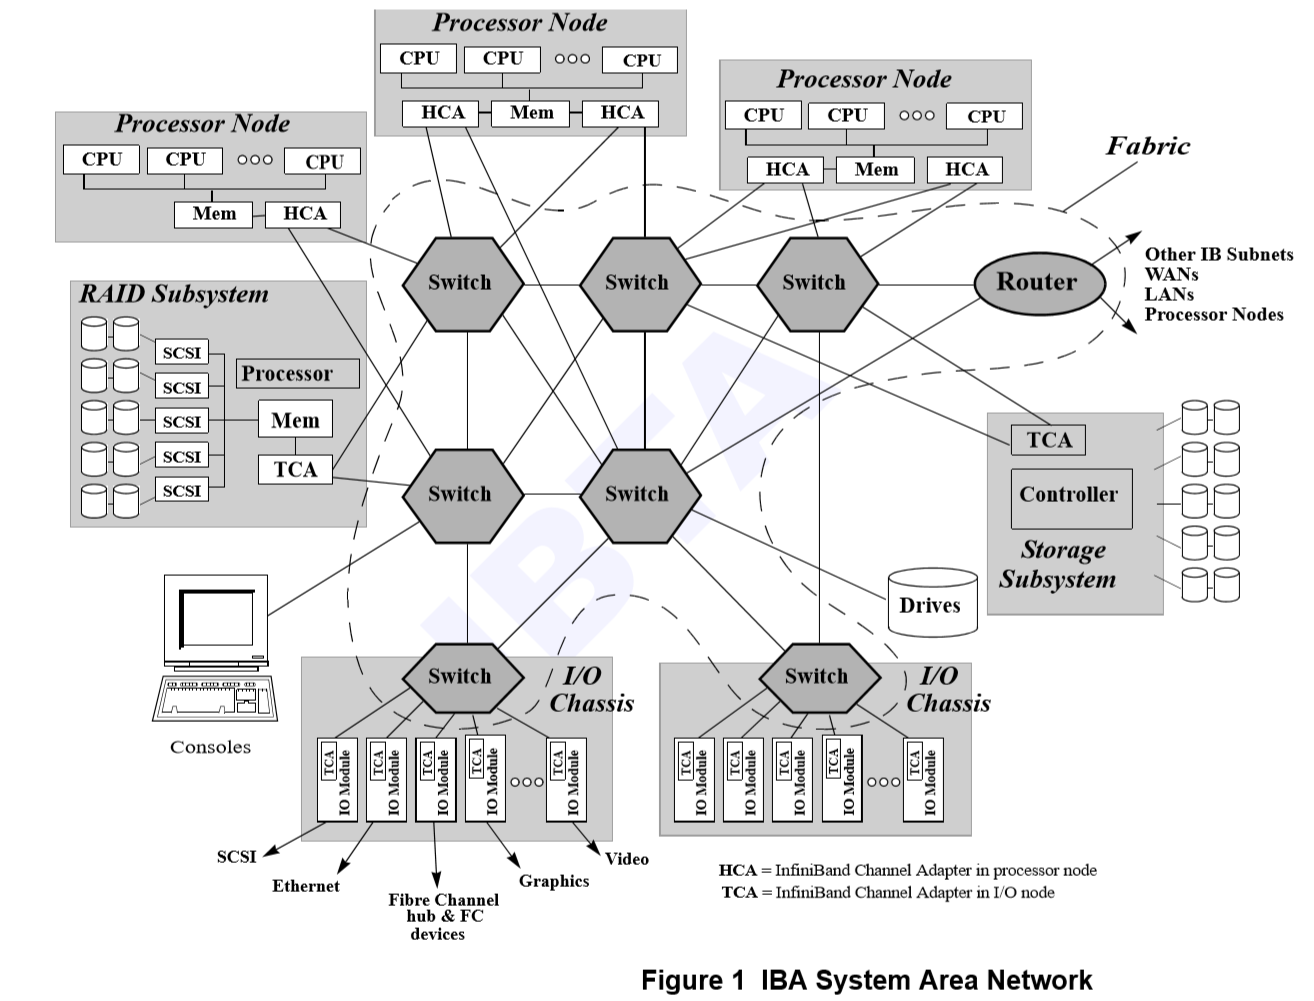 Processor Node
CPU CPU CPU
HCA Mem HCA
Processor Node
CPU CPU CPU
HCA Mem HCA
Processor Node
CPU CPU CPU
Mem HCA
Fabric
Switch Switch Switch Router
Other IB Subnets
WANs
LANs
Processor Nodes
RAID Subsystem
SCSI
SCSI
SCSI
SCSI
SCSI
Processor
Mem
TCA
Switch Switch
TCA
Controller
Storage
Subsystem
Drives
IBTA
Consoles
Switch
I/O
Chassis
TCA IO Module
TCA IO Module
TCA IO Module
TCA IO Module
TCA IO Module
Switch
I/O
Chassis
TCA IO Module
TCA IO Module
TCA IO Module
TCA IO Module
TCA IO Module
SCSI
Ethernet
Fibre Channel
hub & FC
devices
Graphics
Video
HCA = InfiniBand Channel Adapter in processor node
TCA = InfiniBand Channel Adapter in I/O node
Figure 1 IBA System Area Network